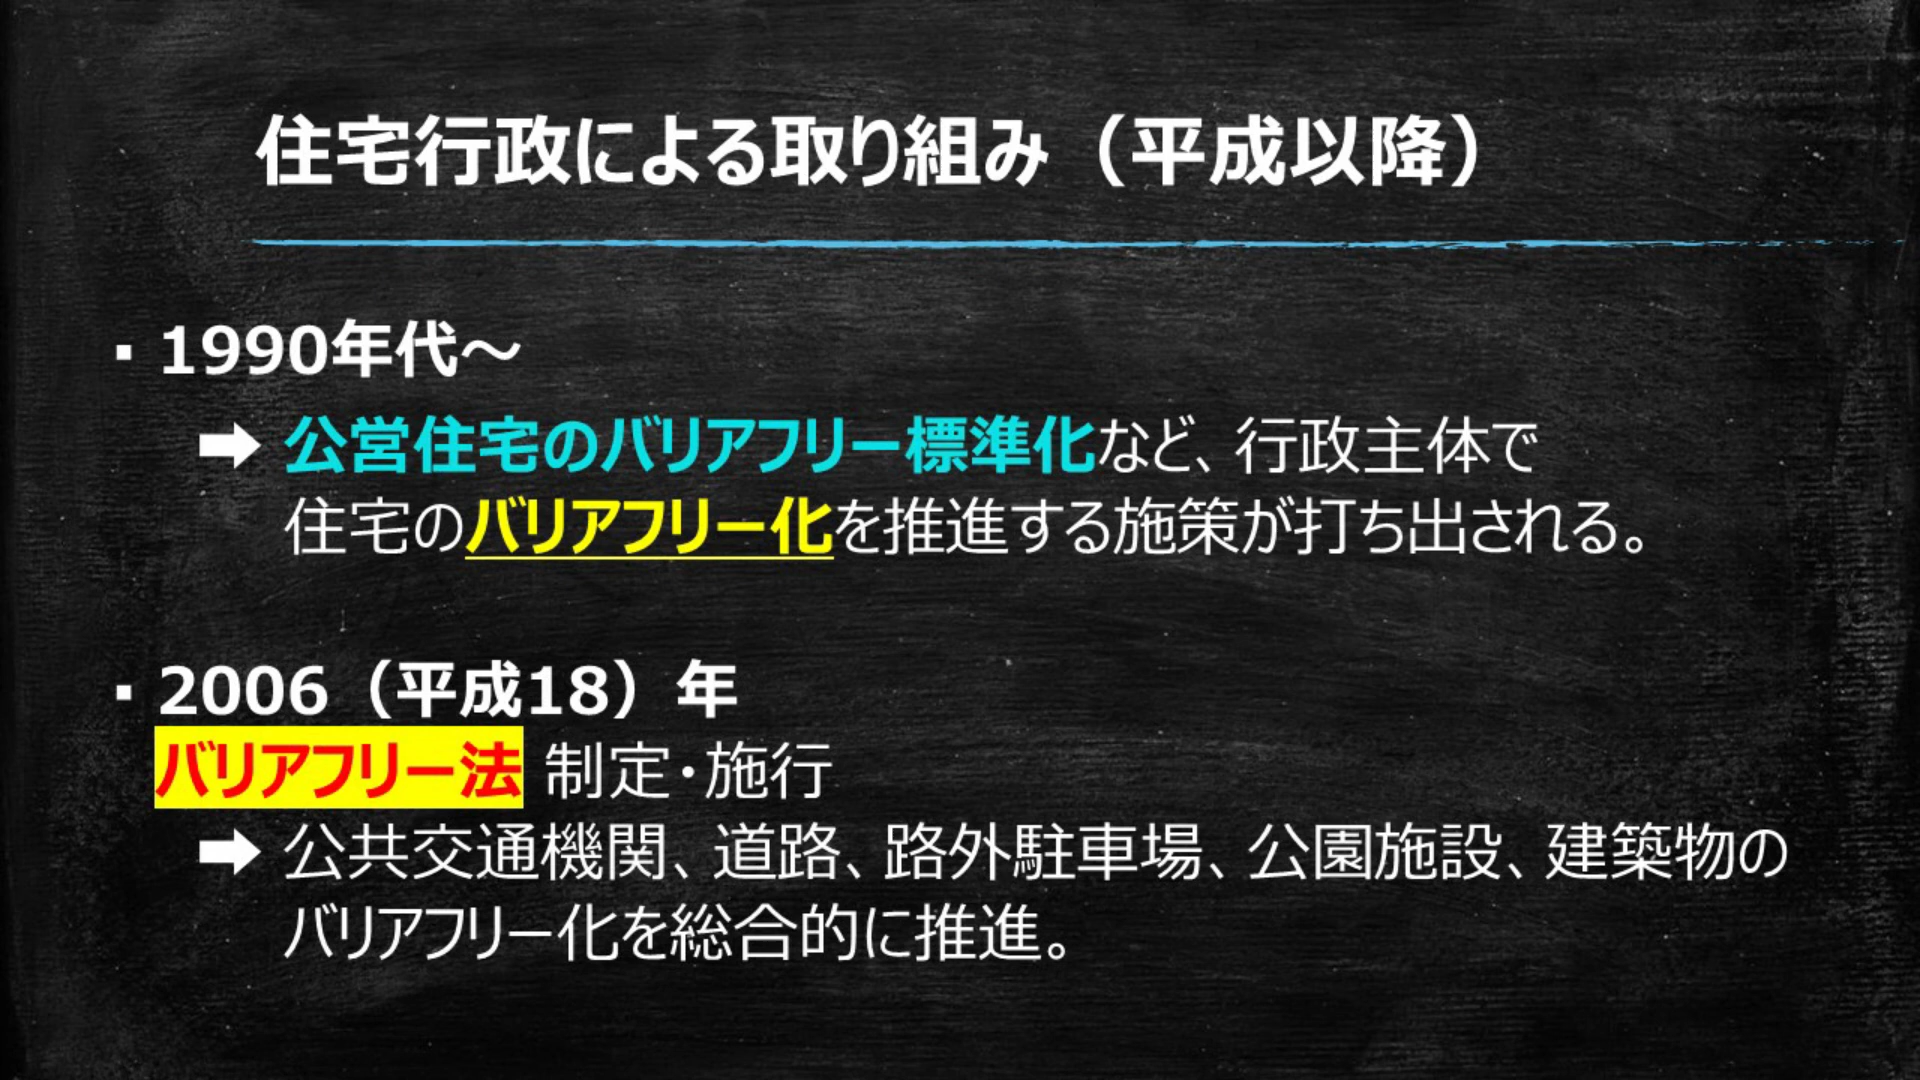 住宅行政による取り組み（平成以降）
▪ 1990年代～
➡ 公営住宅のバリアフリー標準化など、行政主体で
住宅のバリアフリー化を推進する施策が打ち出される。
▪ 2006（平成18）年
バリアフリー法 制定・施行
➡ 公共交通機関、道路、路外駐車場、公園施設、建築物の
バリアフリー化を総合的に推進。